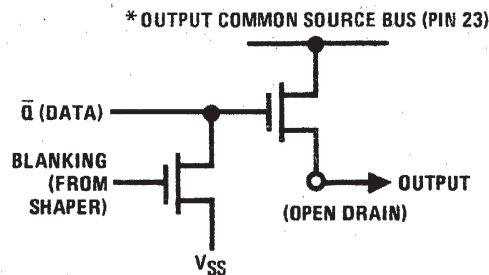 * OUTPUT COMMON SOURCE BUS (PIN 23)
Q̄ (DATA)
BLANKING
(FROM
SHAPER)
OUTPUT
(OPEN DRAIN)
VSS